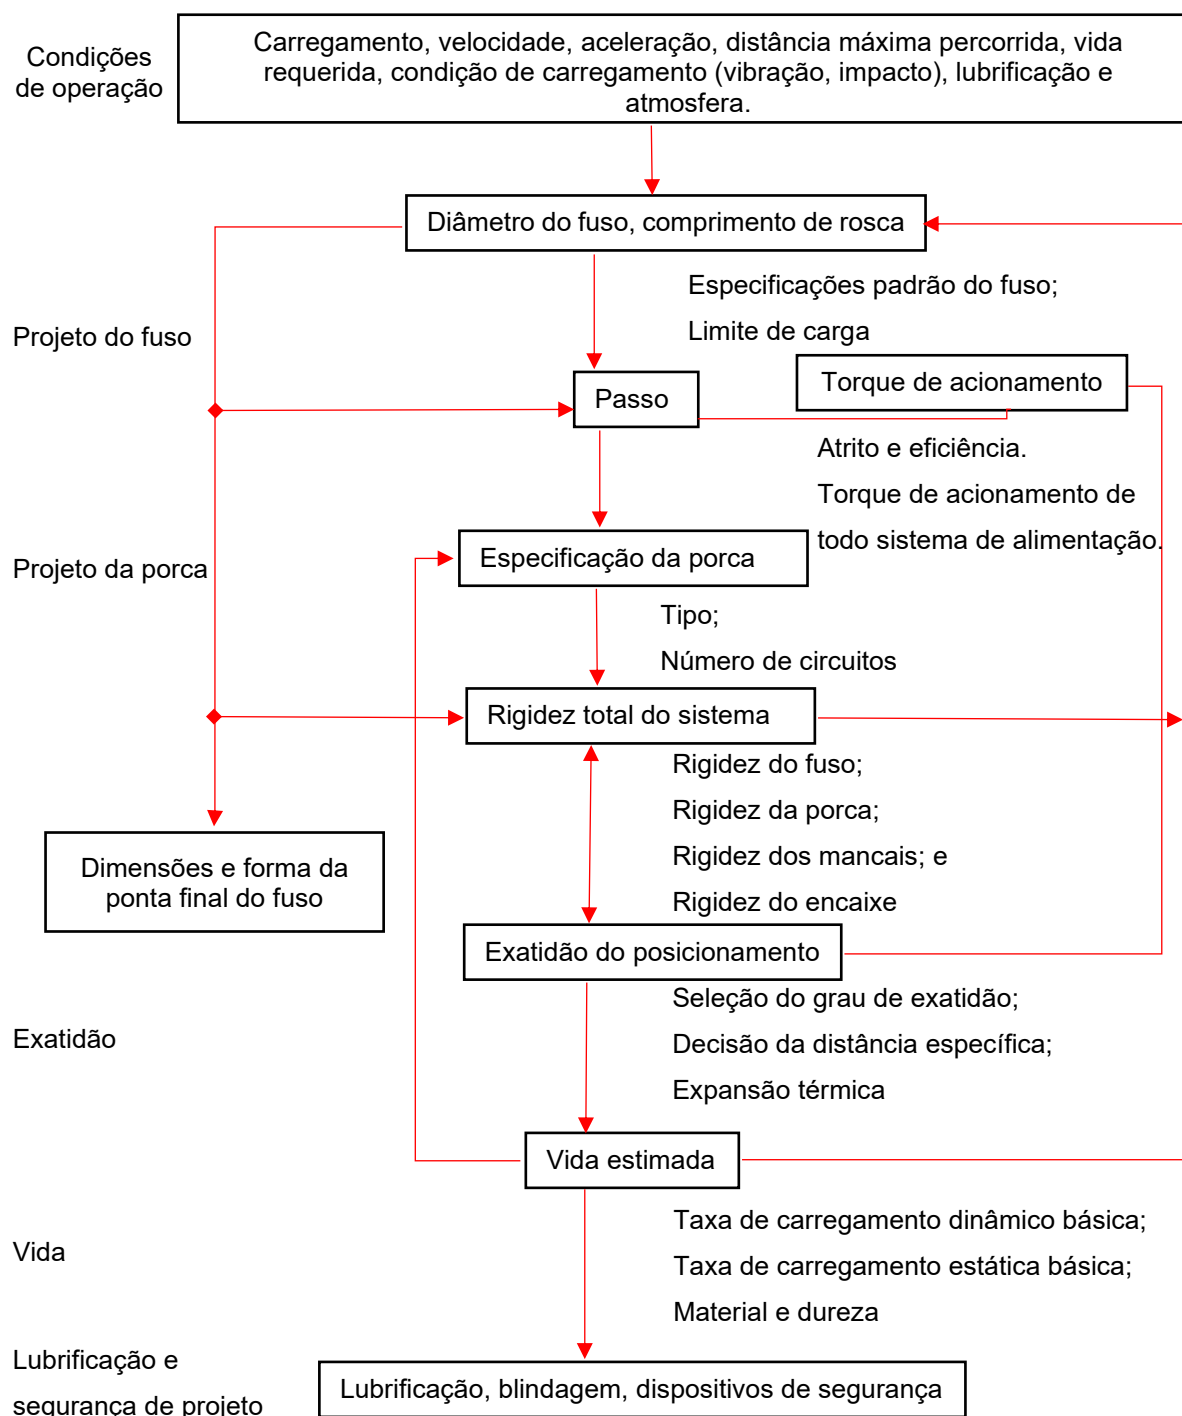 Condições
de operação
Carregamento, velocidade, aceleração, distância máxima percorrida, vida
requerida, condição de carregamento (vibração, impacto), lubrificação e
atmosfera.
Diâmetro do fuso, comprimento de rosca
Especificações padrão do fuso;
Limite de carga
Projeto do fuso
Passo
Torque de acionamento
Atrito e eficiência.
Torque de acionamento de
todo sistema de alimentação.
Projeto da porca
Especificação da porca
Tipo;
Número de circuitos
Rigidez total do sistema
Rigidez do fuso;
Rigidez da porca;
Rigidez dos mancais; e
Rigidez do encaixe
Dimensões e forma da
ponta final do fuso
Exatidão do posicionamento
Seleção do grau de exatidão;
Decisão da distância específica;
Expansão térmica
Exatidão
Vida estimada
Taxa de carregamento dinâmico básica;
Taxa de carregamento estática básica;
Material e dureza
Vida
Lubrificação e
segurança de projeto
Lubrificação, blindagem, dispositivos de segurança